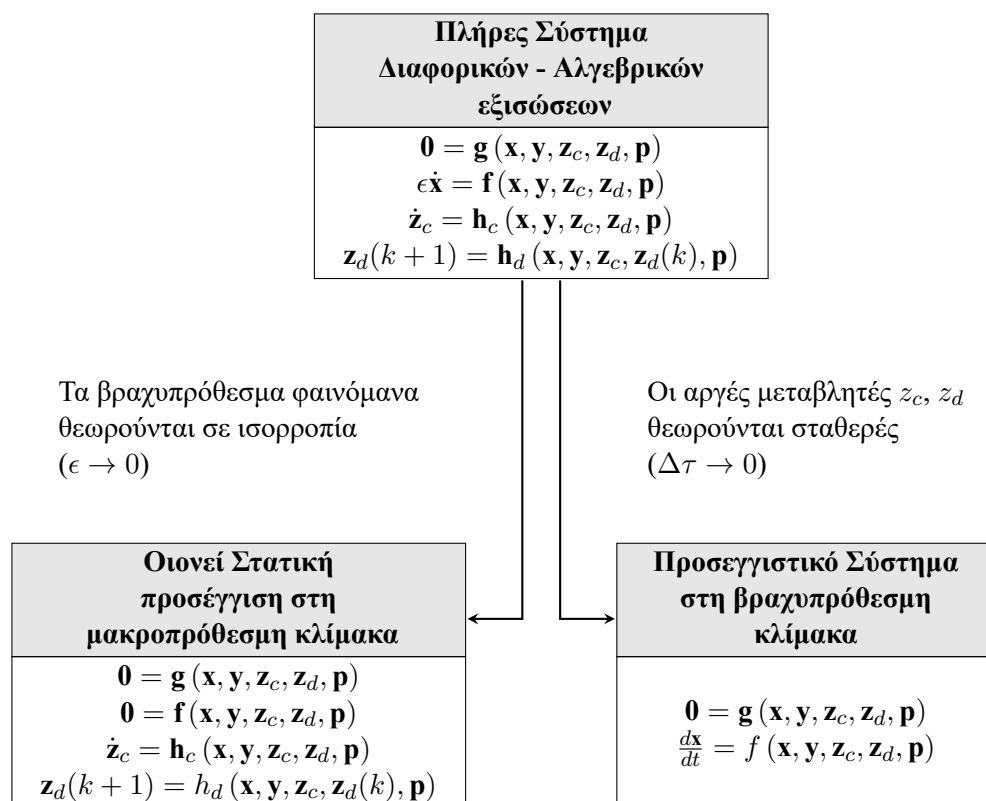 Πλήρες Σύστημα
Διαφορικών - Αλγεβρικών
εξισώσεων
0 = g (x, y, z_c, z_d, p)
ϵẋ = f (x, y, z_c, z_d, p)
ż_c = h_c (x, y, z_c, z_d, p)
z_d(k + 1) = h_d (x, y, z_c, z_d(k), p)
Τα βραχυπρόθεσμα φαινόμανα
θεωρούνται σε ισορροπία
(ϵ → 0)
Οι αργές μεταβλητές z_c, z_d
θεωρούνται σταθερές
(Δτ → 0)
Οιονεί Στατική
προσέγγιση στη
μακροπρόθεσμη κλίμακα
0 = g (x, y, z_c, z_d, p)
0 = f (x, y, z_c, z_d, p)
ż_c = h_c (x, y, z_c, z_d, p)
z_d(k + 1) = h_d (x, y, z_c, z_d(k), p)
Προσεγγιστικό Σύστημα
στη βραχυπρόθεσμη
κλίμακα
0 = g (x, y, z_c, z_d, p)
dx/dt = f (x, y, z_c, z_d, p)